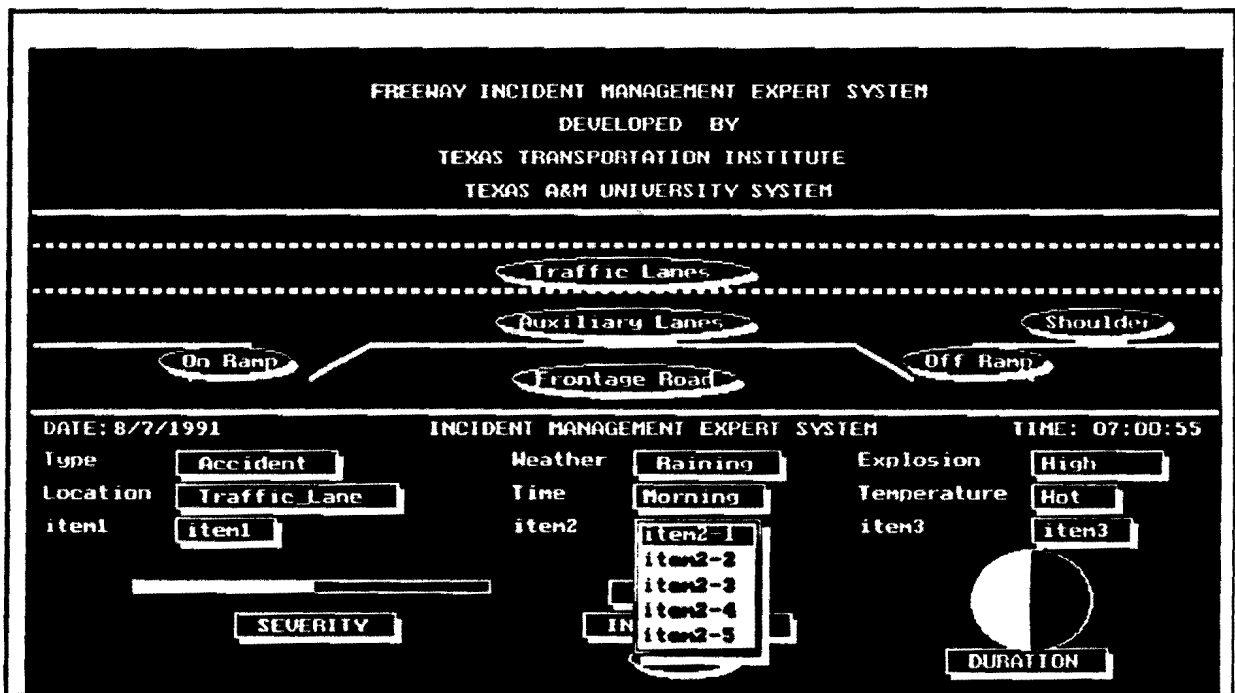 FREEWAY INCIDENT MANAGEMENT EXPERT SYSTEM
DEVELOPED BY
TEXAS TRANSPORTATION INSTITUTE
TEXAS A&M UNIVERSITY SYSTEM
Traffic Lanes
Auxiliary Lanes Shoulder
On Ramp Off Ramp
Frontage Road
DATE: 8/7/1991 INCIDENT MANAGEMENT EXPERT SYSTEM TIME: 07:00:55
Type Accident Weather Raining Explosion High
Location Traffic_Lane Time Morning Temperature Hot
item1 item1 item2 item3 item3
item2-1
item2-2
item2-3
item2-4
item2-5
SEVERITY IN
DURATION